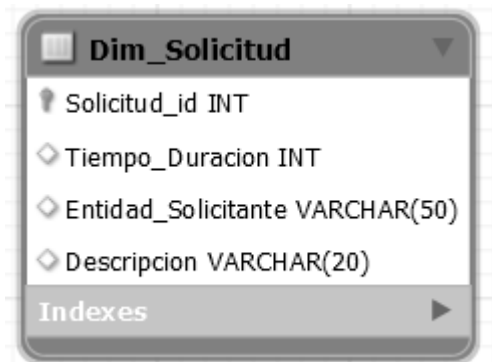 Dim_Solicitud
Solicitud_id INT
Tiempo_Duracion INT
Entidad_Solicitante VARCHAR(50)
Descripcion VARCHAR(20)
Indexes